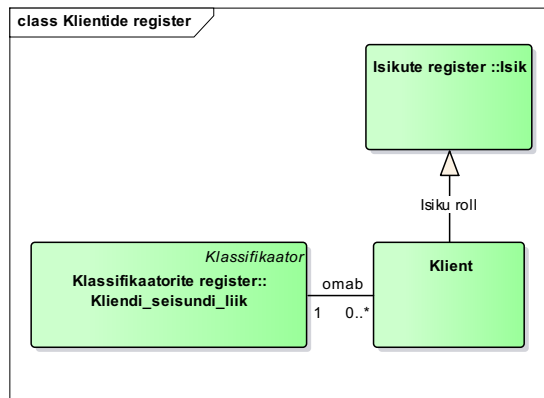 class Klientide register
Isikute register ::Isik
Isiku roll
Klassifikaator
Klassifikaatorite register::
Kliendi_seisundi_liik
omab
1 0..*
Klient